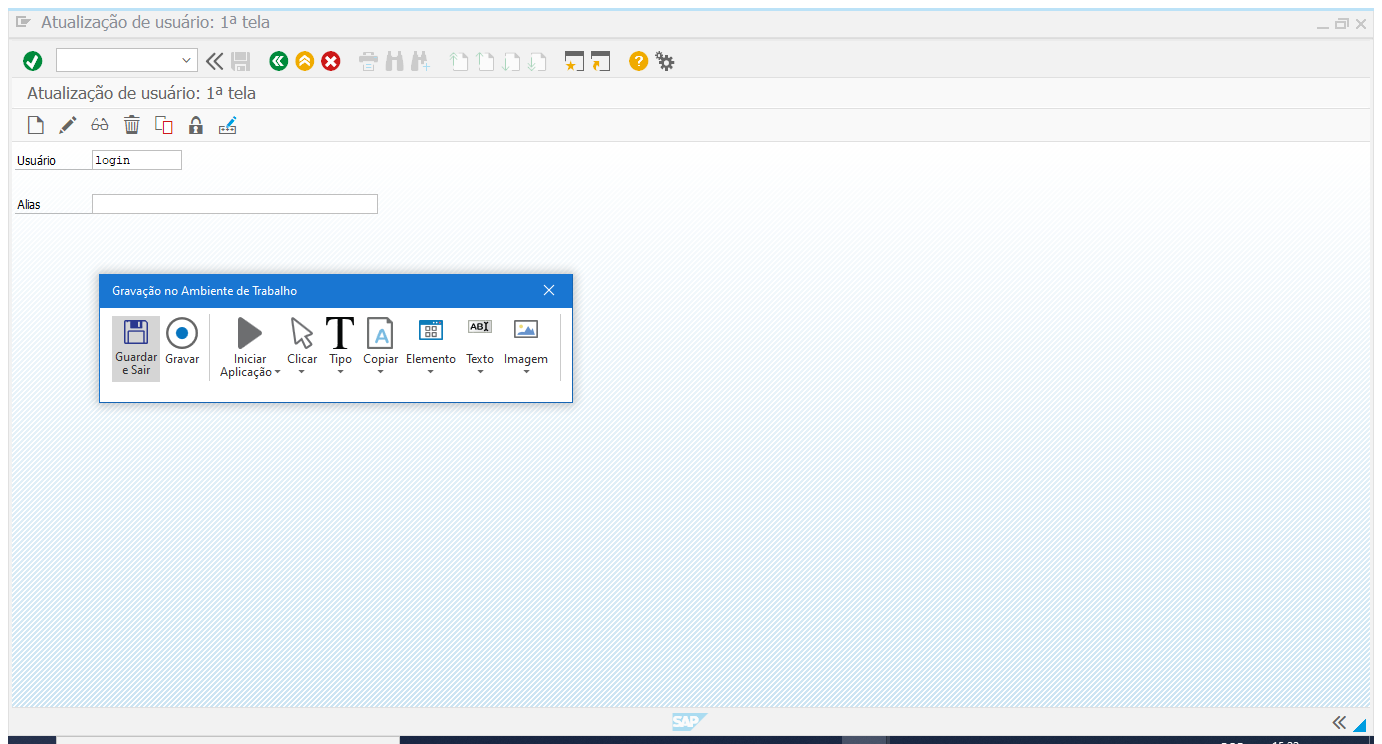 Atualização de usuário: 1ª tela
Atualização de usuário: 1ª tela
Usuário login
Alias
Gravação no Ambiente de Trabalho
Guardar e Sair
Gravar
Iniciar Aplicação
Clicar
Tipo
Copiar
Elemento
Texto
Imagem
SAP